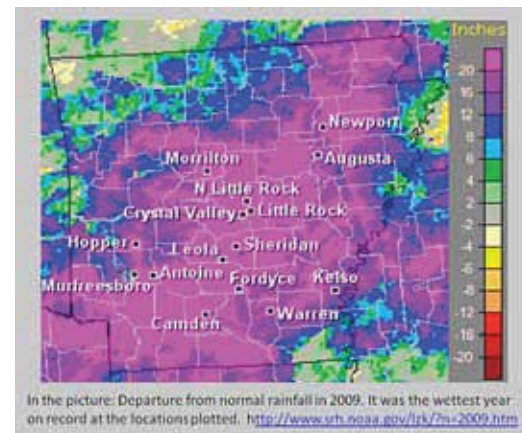 Inches
20
16
12
8
6
4
2
-2
-4
-6
-8
-12
-16
-20
Newport
Augusta
Morrilton
N Little Rock
Crystal Valley
Little Rock
Hopper
Leola
Sheridan
Murfreesboro
Antoine
Fordyce
Kelso
Camden
Warren
In the picture: Departure from normal rainfall in 2009. It was the wettest year
on record at the locations plotted. http://www.srh.noaa.gov/lzk/?n=2009.htm